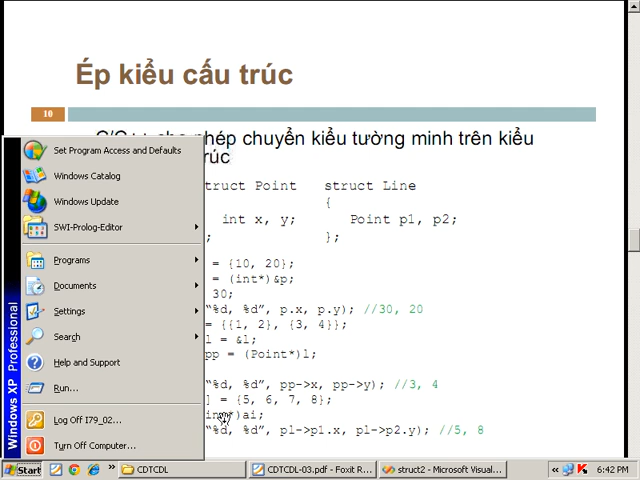 Ép kiểu cấu trúc
10
phép chuyển kiểu tường minh trên kiểu
trúc
truct Point struct Line
{
int x, y; Point p1, p2;
; };
= {10, 20};
= (int*)&p;
30;
"%d, %d", p.x, p.y); //30, 20
= {{1, 2}, {3, 4}};
l = &l;
pp = (Point*)l;
"%d, %d", pp->x, pp->y); //3, 4
] = {5, 6, 7, 8};
int*)ai;
"%d, %d", pl->p1.x, pl->p2.y); //5, 8
Windows XP Professional
Set Program Access and Defaults
Windows Catalog
Windows Update
SWI-Prolog-Editor
Programs
Documents
Settings
Search
Help and Support
Run...
Log Off I79_02...
Turn Off Computer...
Start
CDTCDL
CDTCDL-03.pdf - Foxit R...
struct2 - Microsoft Visual...
6:42 PM